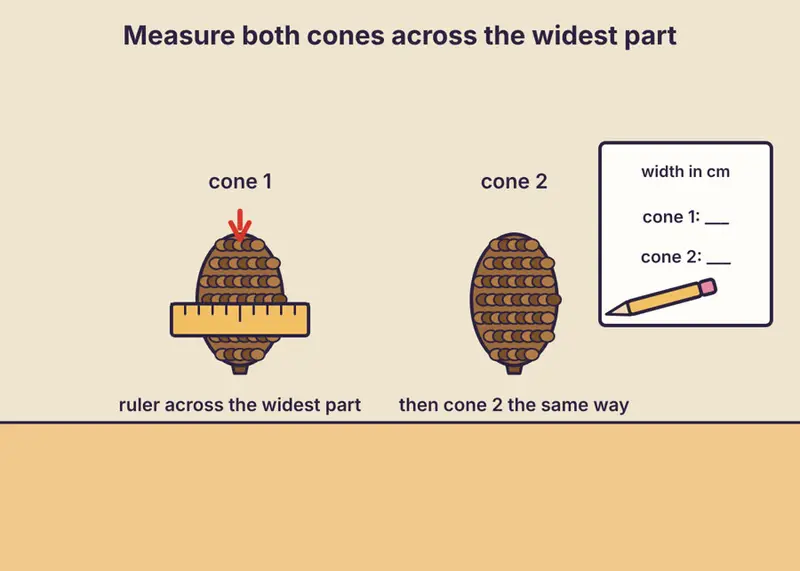 Measure both cones across the widest part
cone 1
cone 2
width in cm
cone 1: ___
cone 2: ___
ruler across the widest part
then cone 2 the same way